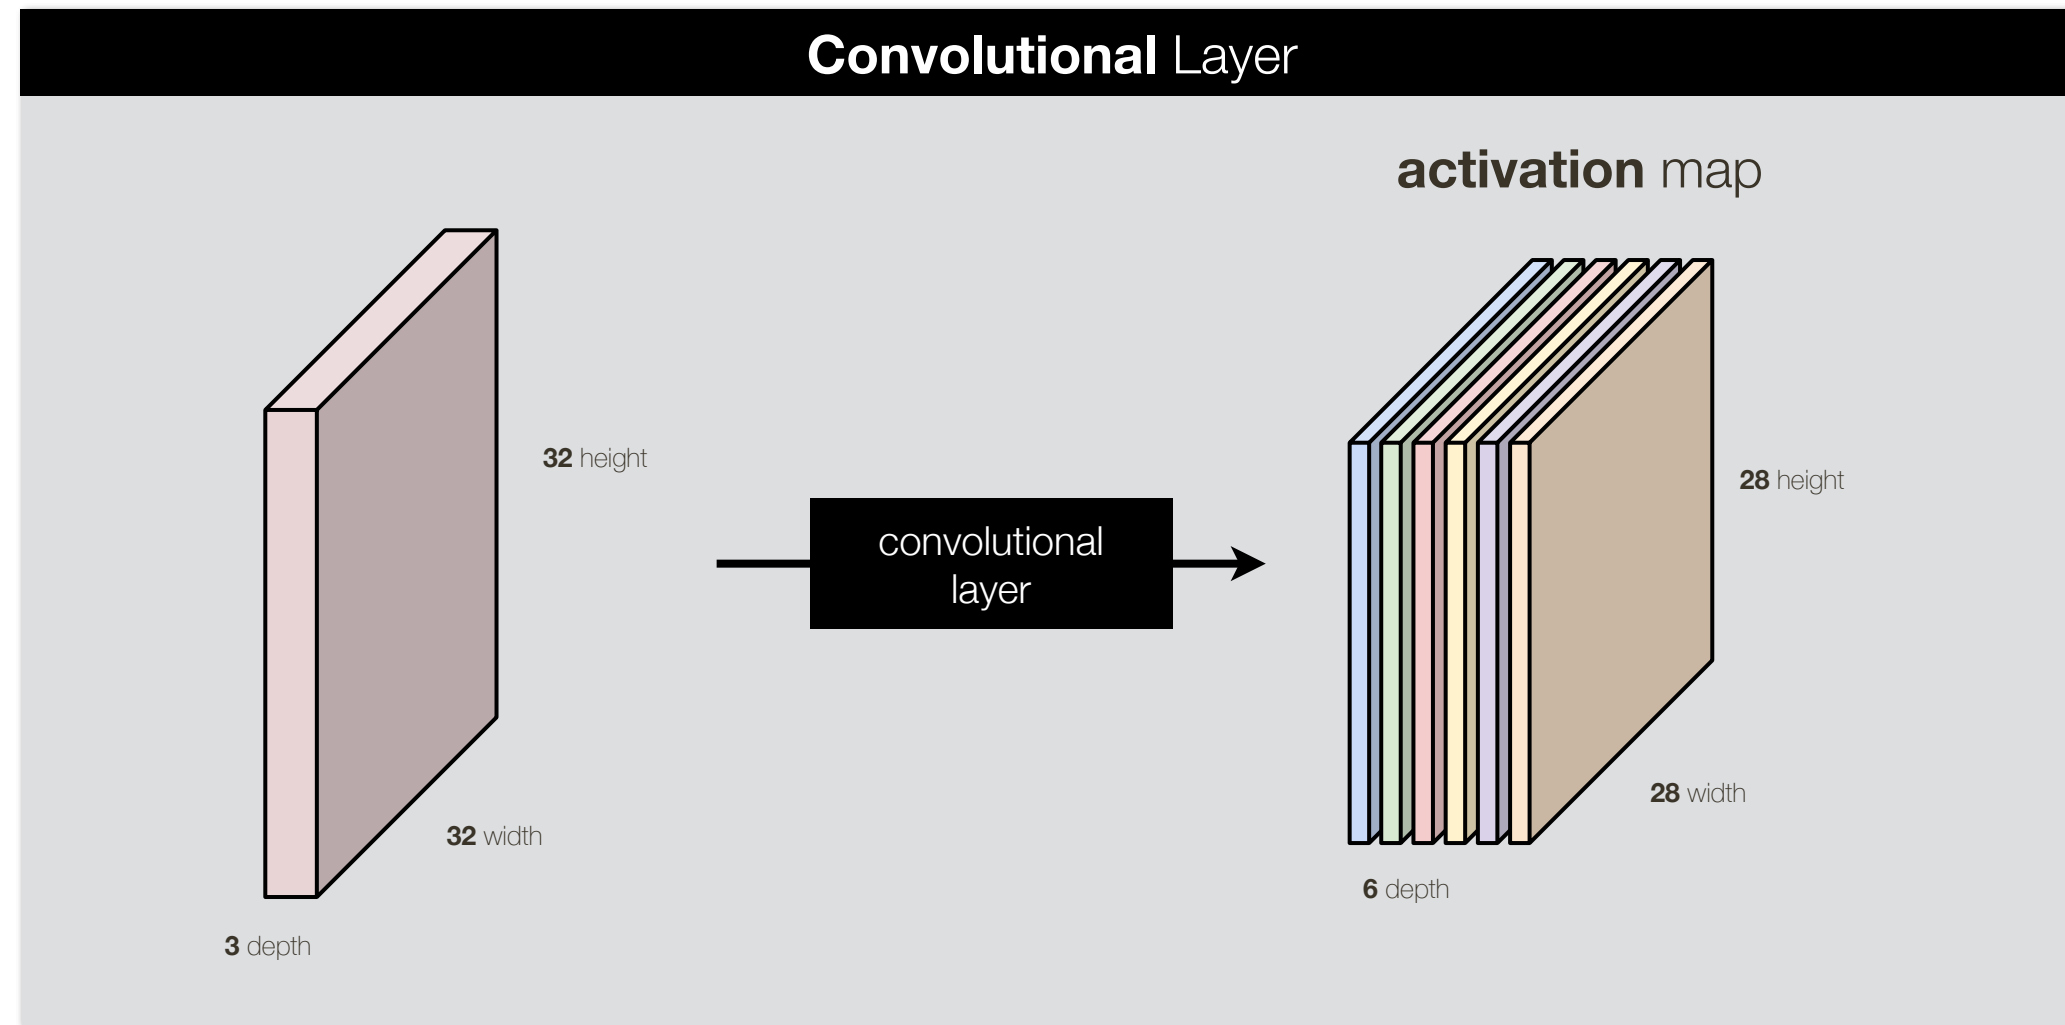 Convolutional Layer
activation map
32 height
32 width
3 depth
convolutional
layer
28 height
28 width
6 depth